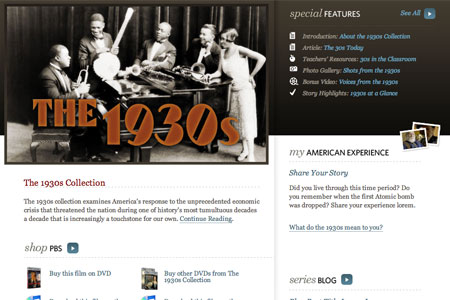 THE 1930s
The 1930s Collection
The 1930s collection examines America's response to the unprecedented economic
crisis that threatened the nation during one of history's most tumultuous decades
a decade that is increasingly a touchstone for our own. Continue Reading.
shop PBS
Buy this film on DVD
Buy other DVDs from The
1930s Collection
special FEATURES
See All
Introduction: About the 1930s Collection
Article: The 30s Today
Teachers' Resources: 30s in the Classroom
Photo Gallery: Shots from the 1930s
Bonus Video: Voices from the 1930s
Story Highlights: 1930s at a Glance
my AMERICAN EXPERIENCE
Share Your Story
Did you live through this time period? Do
you remember when the first Atomic bomb
was dropped? Share your experience lorem.
What do the 1930s mean to you?
series BLOG